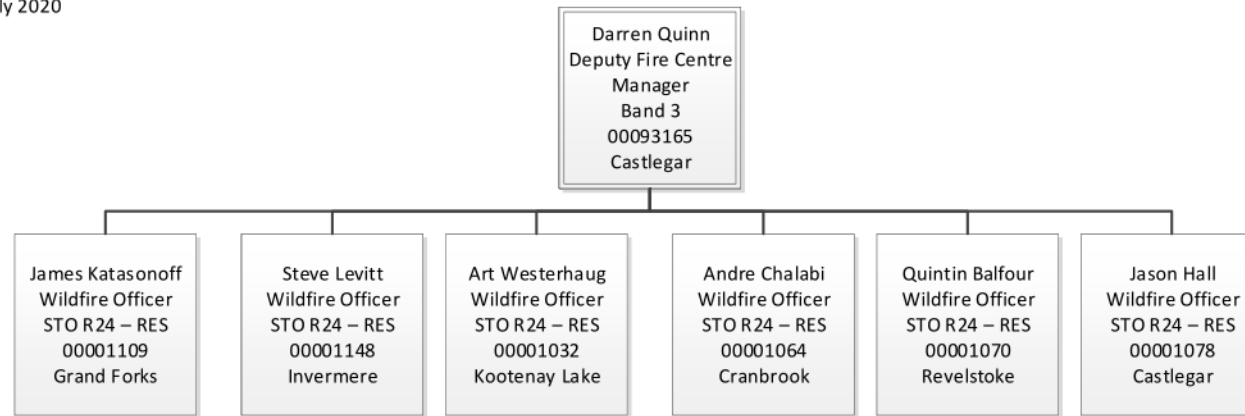 2020
Darren Quinn
Deputy Fire Centre
Manager
Band 3
00093165
Castlegar
James Katasonoff
Wildfire Officer
STO R24 – RES
00001109
Grand Forks
Steve Levitt
Wildfire Officer
STO R24 – RES
00001148
Invermere
Art Westerhaug
Wildfire Officer
STO R24 – RES
00001032
Kootenay Lake
Andre Chalabi
Wildfire Officer
STO R24 – RES
00001064
Cranbrook
Quintin Balfour
Wildfire Officer
STO R24 – RES
00001070
Revelstoke
Jason Hall
Wildfire Officer
STO R24 – RES
00001078
Castlegar